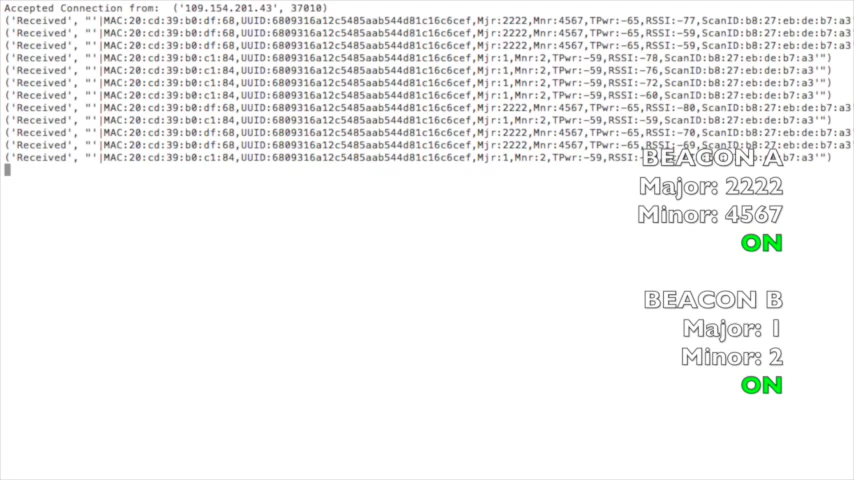 Accepted Connection from: ('109.154.201.43', 37010)
('Received', "'|MAC:20:cd:39:b0:df:68,UUID:6809316a12c5485aab544d81c16c6cef,Mjr:2222,Mnr:4567,TPwr:-65,RSSI:-77,ScanID:b8:27:eb:de:b7:a3
('Received', "'|MAC:20:cd:39:b0:df:68,UUID:6809316a12c5485aab544d81c16c6cef,Mjr:2222,Mnr:4567,TPwr:-65,RSSI:-59,ScanID:b8:27:eb:de:b7:a3
('Received', "'|MAC:20:cd:39:b0:df:68,UUID:6809316a12c5485aab544d81c16c6cef,Mjr:2222,Mnr:4567,TPwr:-65,RSSI:-59,ScanID:b8:27:eb:de:b7:a3
('Received', "'|MAC:20:cd:39:b0:c1:84,UUID:6809316a12c5485aab544d81c16c6cef,Mjr:1,Mnr:2,TPwr:-59,RSSI:-78,ScanID:b8:27:eb:de:b7:a3'")
('Received', "'|MAC:20:cd:39:b0:c1:84,UUID:6809316a12c5485aab544d81c16c6cef,Mjr:1,Mnr:2,TPwr:-59,RSSI:-76,ScanID:b8:27:eb:de:b7:a3'")
('Received', "'|MAC:20:cd:39:b0:c1:84,UUID:6809316a12c5485aab544d81c16c6cef,Mjr:1,Mnr:2,TPwr:-59,RSSI:-72,ScanID:b8:27:eb:de:b7:a3'")
('Received', "'|MAC:20:cd:39:b0:c1:84,UUID:6809316a12c5485aab544d81c16c6cef,Mjr:1,Mnr:2,TPwr:-59,RSSI:-60,ScanID:b8:27:eb:de:b7:a3'")
('Received', "'|MAC:20:cd:39:b0:df:68,UUID:6809316a12c5485aab544d81c16c6cef,Mjr:2222,Mnr:4567,TPwr:-65,RSSI:-80,ScanID:b8:27:eb:de:b7:a3
('Received', "'|MAC:20:cd:39:b0:c1:84,UUID:6809316a12c5485aab544d81c16c6cef,Mjr:1,Mnr:2,TPwr:-59,RSSI:-59,ScanID:b8:27:eb:de:b7:a3'")
('Received', "'|MAC:20:cd:39:b0:df:68,UUID:6809316a12c5485aab544d81c16c6cef,Mjr:2222,Mnr:4567,TPwr:-65,RSSI:-70,ScanID:b8:27:eb:de:b7:a3
('Received', "'|MAC:20:cd:39:b0:df:68,UUID:6809316a12c5485aab544d81c16c6cef,Mjr:2222,Mnr:4567,TPwr:-65,RSSI:-69,ScanID:b8:27:eb:de:b7:a3
('Received', "'|MAC:20:cd:39:b0:c1:84,UUID:6809316a12c5485aab544d81c16c6cef,Mjr:1,Mnr:2,TPwr:-59,RSSI:
BEACON A
Major: 2222
Minor: 4567
ON
BEACON B
Major: 1
Minor: 2
ON